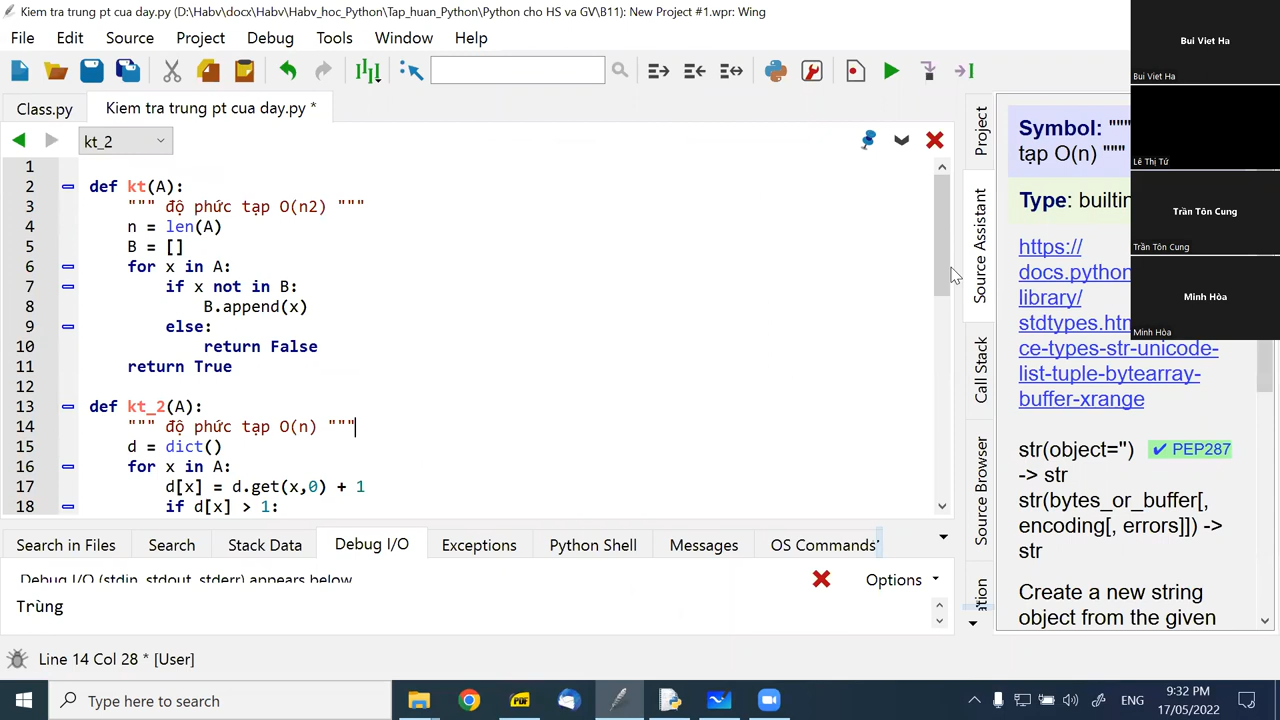 Kiem tra trung pt cua day.py (D:\Habv\docx\Habv\Habv_hoc_Python\Tap_huan_Python\Python cho HS va GV\B11): New Project #1.wpr: Wing
File Edit Source Project Debug Tools Window Help
Class.py Kiem tra trung pt cua day.py *
kt_2
1
2 def kt(A):
3 """ độ phức tạp O(n2) """
4 n = len(A)
5 B = []
6 for x in A:
7 if x not in B:
8 B.append(x)
9 else:
10 return False
11 return True
12
13 def kt_2(A):
14 """ độ phức tạp O(n) """
15 d = dict()
16 for x in A:
17 d[x] = d.get(x,0) + 1
18 if d[x] > 1:
Project
Source Assistant
Call Stack
Source Browser
Symbol: """
tạp O(n) """
Type: builtin
https://
docs.python
library/
stdtypes.htm
ce-types-str-unicode-
list-tuple-bytearray-
buffer-xrange
str(object='') ✔ PEP287
-> str
str(bytes_or_buffer[,
encoding[, errors]]) ->
str
Create a new string
object from the given
Bui Viet Ha
Bui Viet Ha
Lê Thị Tứ
Trần Tôn Cung
Trần Tôn Cung
Minh Hòa
Minh Hòa
Search in Files Search Stack Data Debug I/O Exceptions Python Shell Messages OS Commands
Debug I/O (stdin, stdout, stderr) appears below
Options
Trùng
Line 14 Col 28 * [User]
Type here to search
PDF
ENG
9:32 PM
17/05/2022